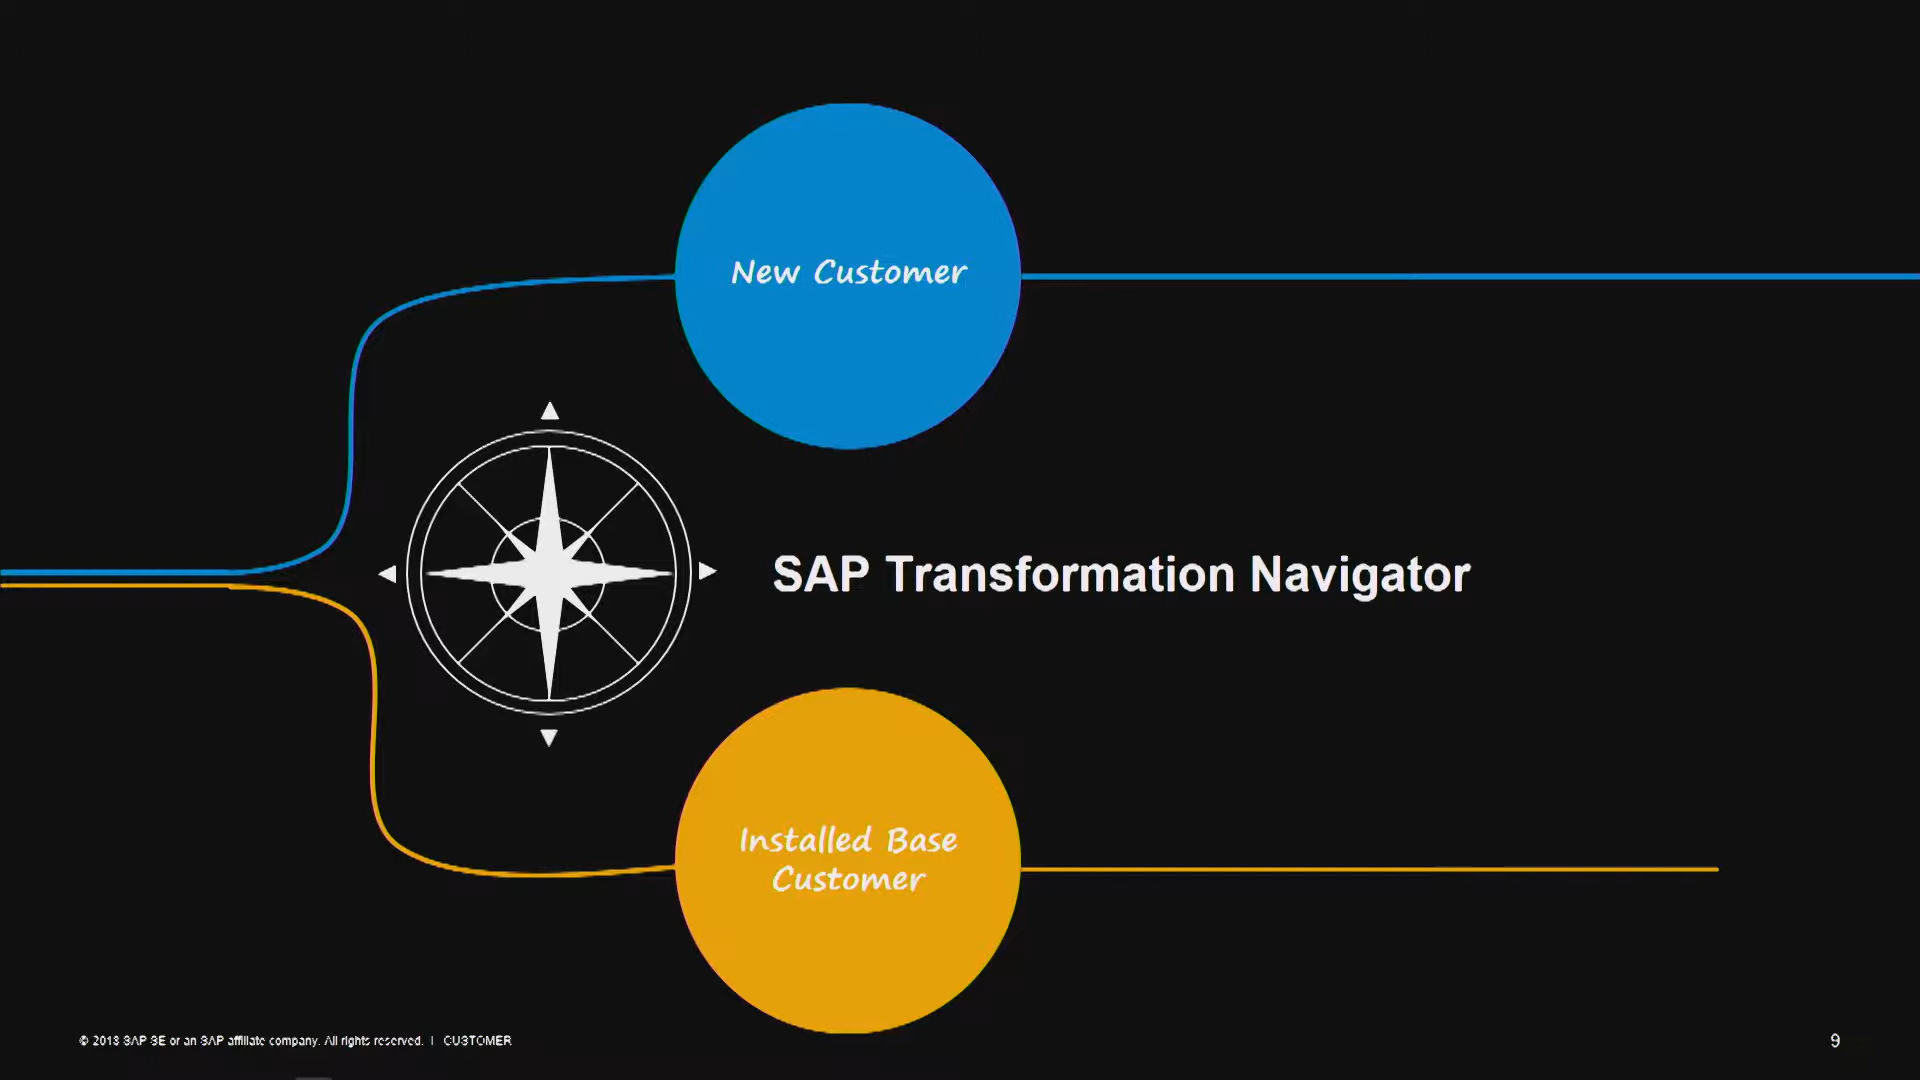 New Customer
SAP Transformation Navigator
Installed Base
Customer
© 2018 SAP SE or an SAP affiliate company. All rights reserved. | CUSTOMER
9